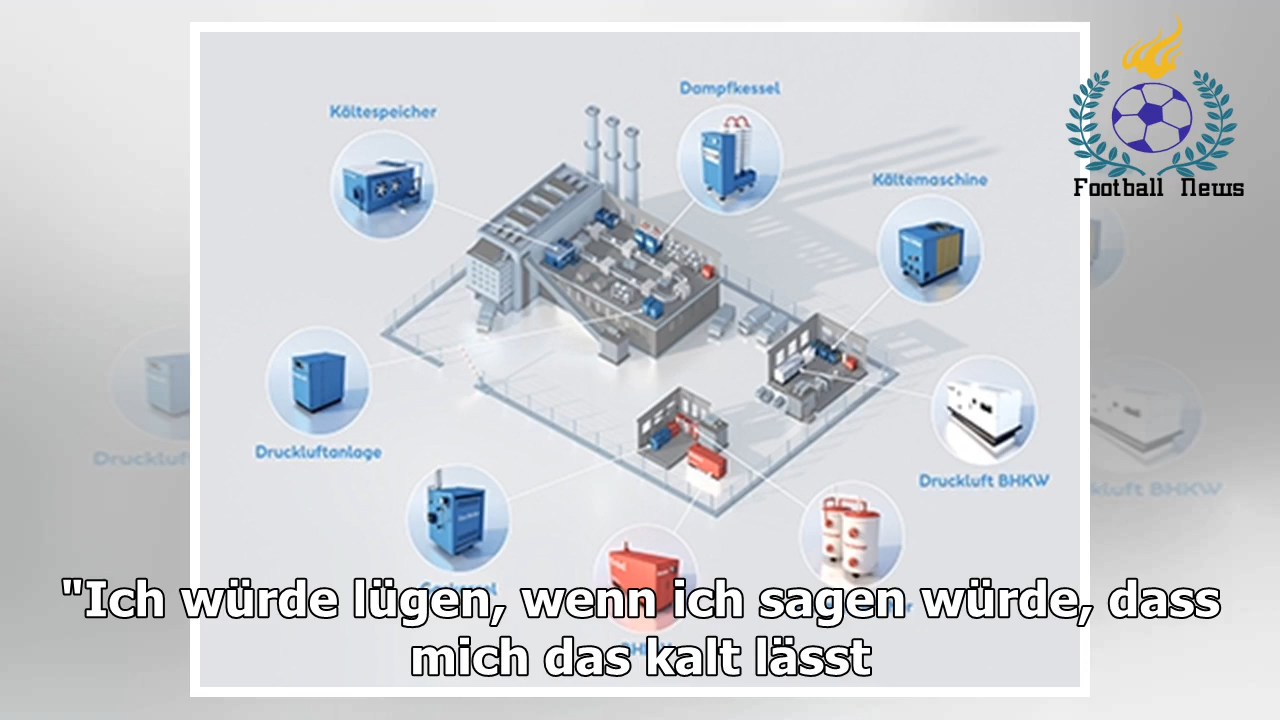 Dampfkessel
Kältespeicher
Kältemaschine
Football News
Druckluftanlage
Druckluft BHKW
"Ich würde lügen, wenn ich sagen würde, dass
mich das kalt lässt